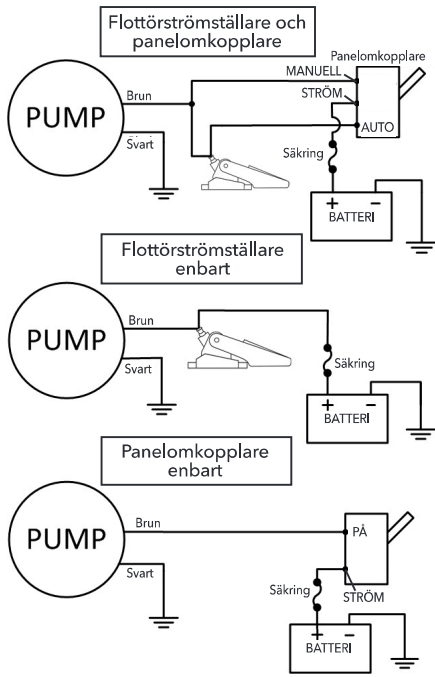 Flottörströmställare och
panelomkopplare
Panelomkopplare
MANUELL
PUMP
Brun
STRÖM
Svart
AUTO
Säkring
+ –
BATTERI
Flottörströmställare
enbart
PUMP
Brun
Svart
Säkring
+ –
BATTERI
Panelomkopplare
enbart
PUMP
Brun
PÅ
Svart
Säkring
STRÖM
+ –
BATTERI